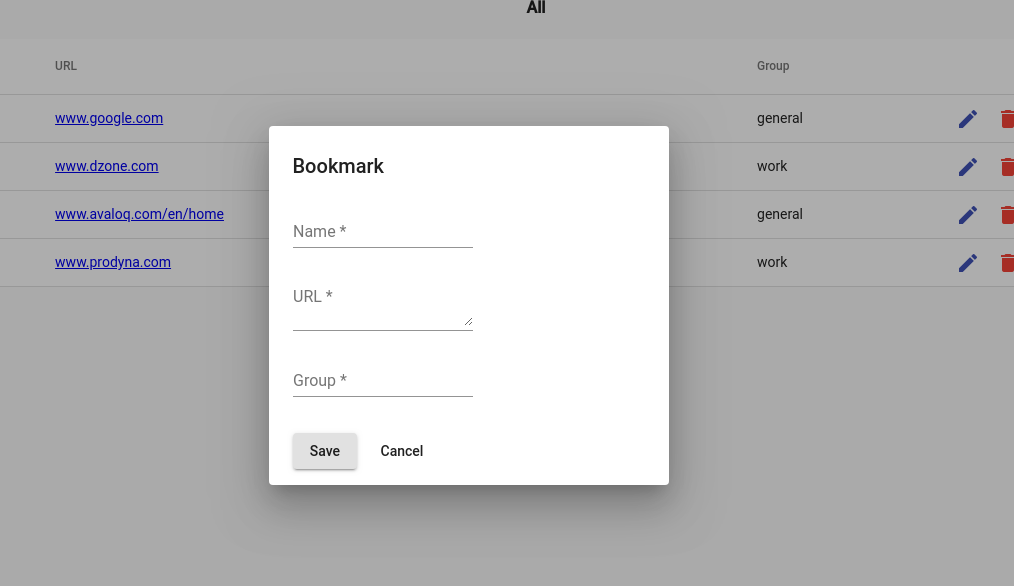 All
URL Group
www.google.com general
www.dzone.com work
www.avaloq.com/en/home general
www.prodyna.com work
Bookmark
Name *
URL *
Group *
Save Cancel